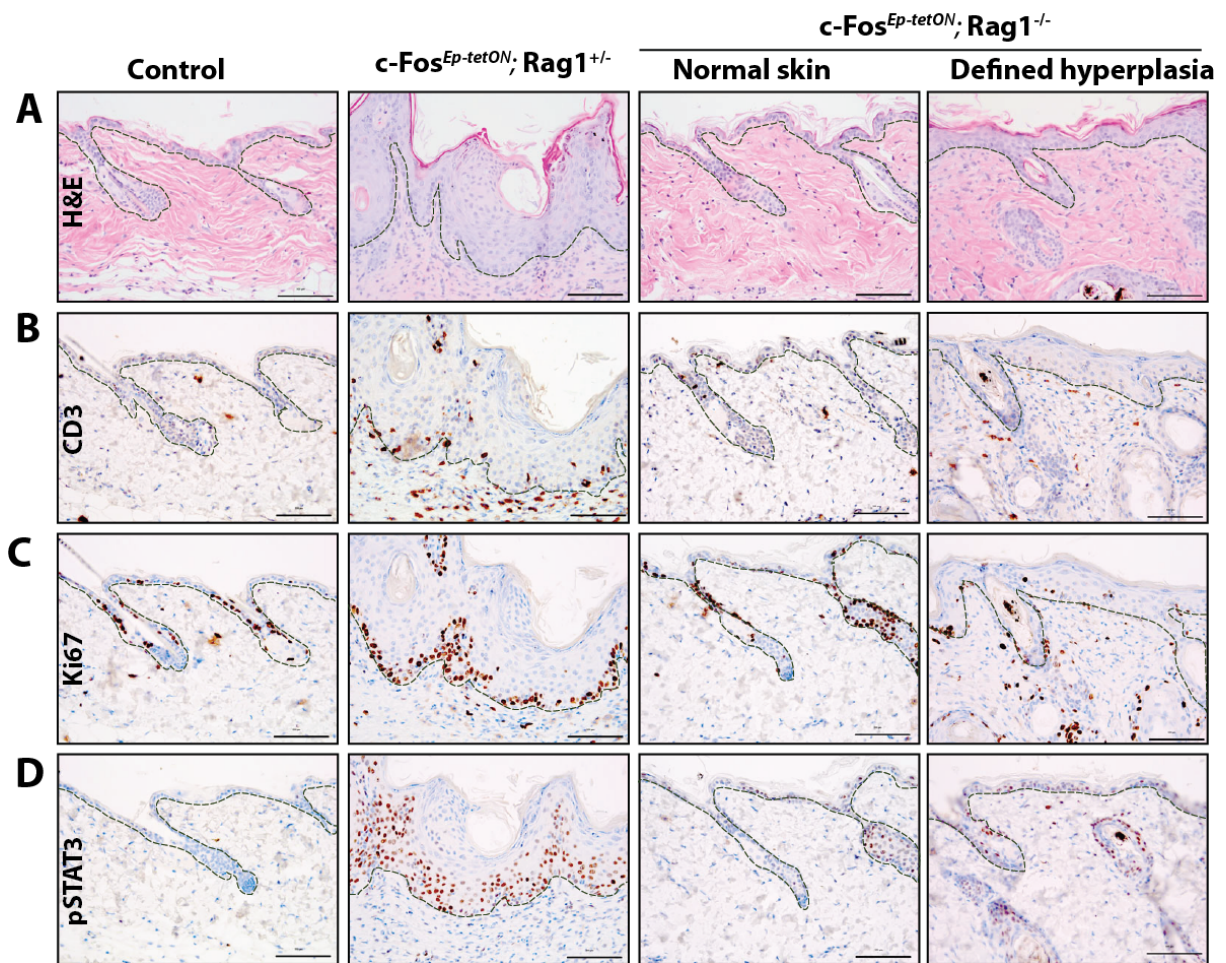 c-Fos^Ep-tetON; Rag1^-/-
Control
c-Fos^Ep-tetON; Rag1^+/-
Normal skin
Defined hyperplasia
A
H&E
B
CD3
C
Ki67
D
pSTAT3